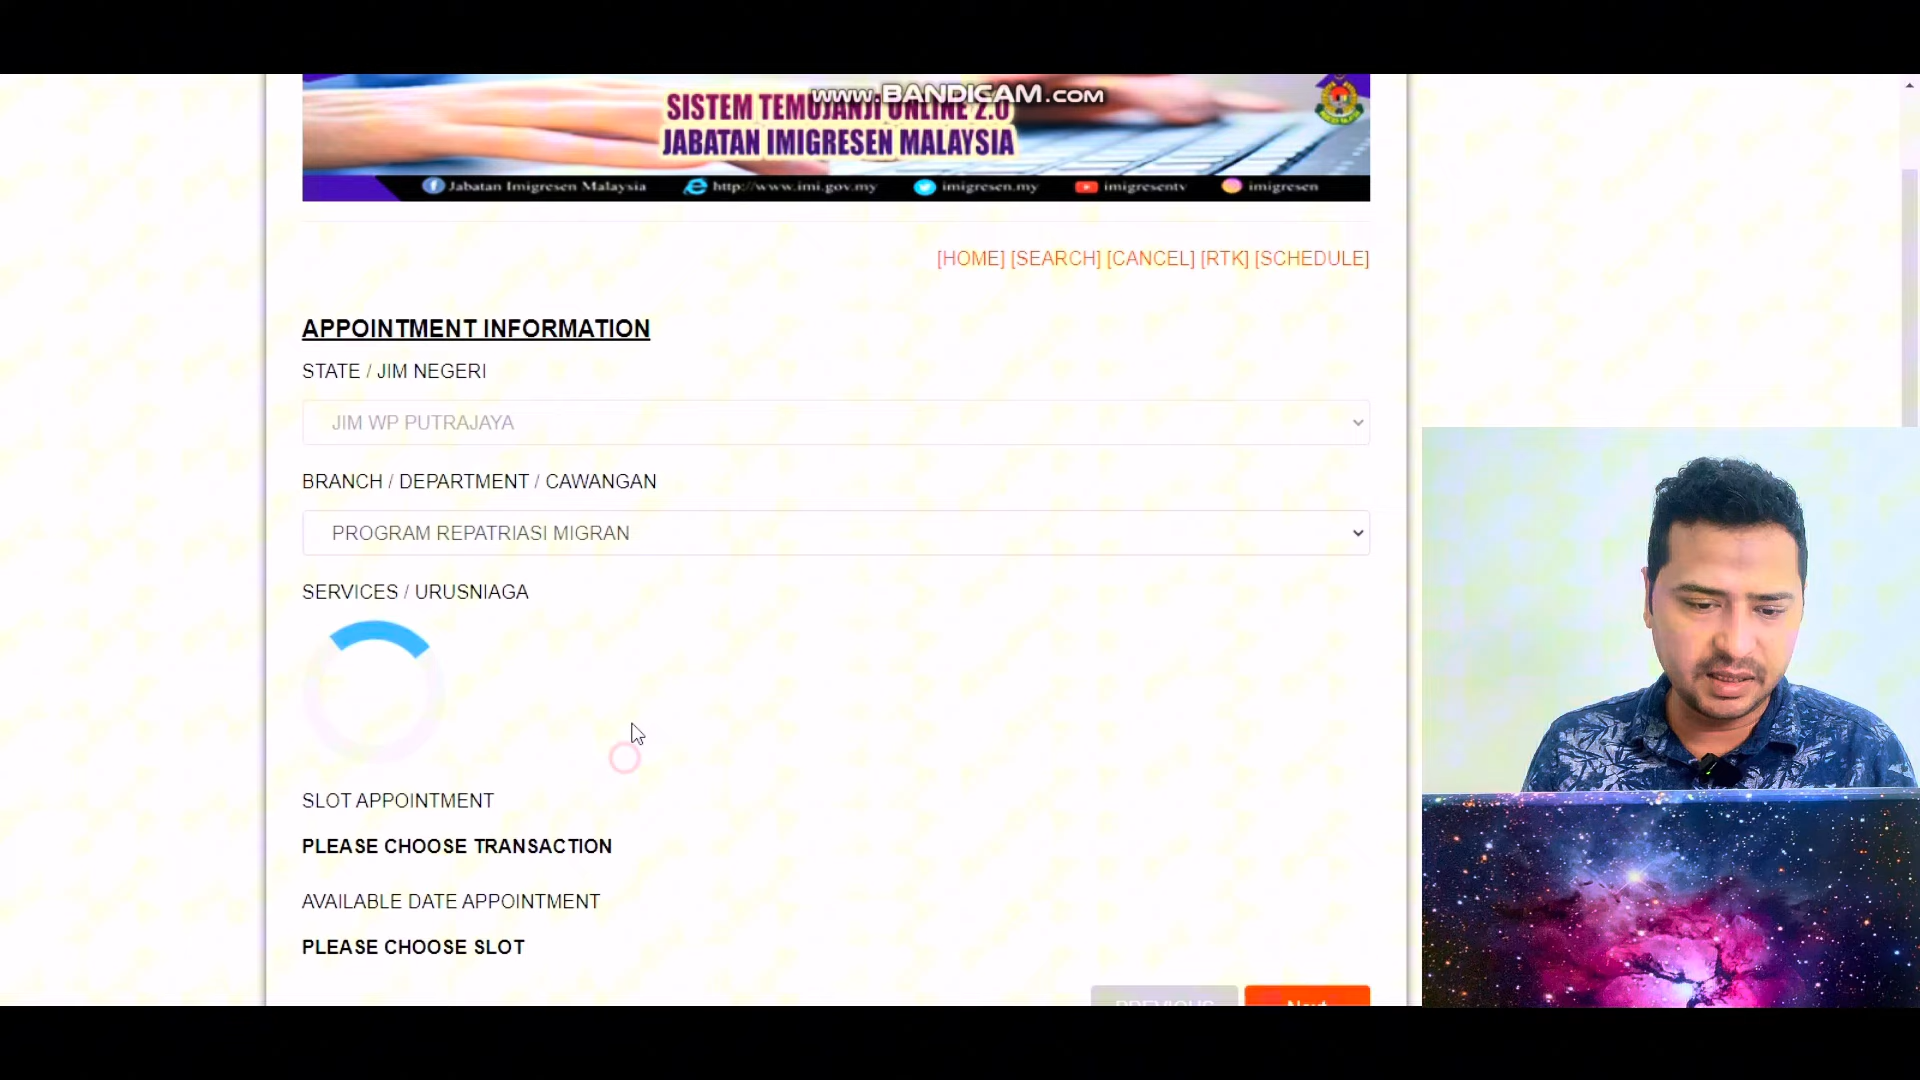 www.BANDICAM.com
SISTEM TEMUJANJI ONLINE 2.0
JABATAN IMIGRESEN MALAYSIA
Jabatan Imigresen Malaysia http://www.imi.gov.my imigresen.my imigresentv imigresen
[HOME] [SEARCH] [CANCEL] [RTK] [SCHEDULE]
APPOINTMENT INFORMATION
STATE / JIM NEGERI
JIM WP PUTRAJAYA
BRANCH / DEPARTMENT / CAWANGAN
PROGRAM REPATRIASI MIGRAN
SERVICES / URUSNIAGA
SLOT APPOINTMENT
PLEASE CHOOSE TRANSACTION
AVAILABLE DATE APPOINTMENT
PLEASE CHOOSE SLOT
PREVIOUS Next